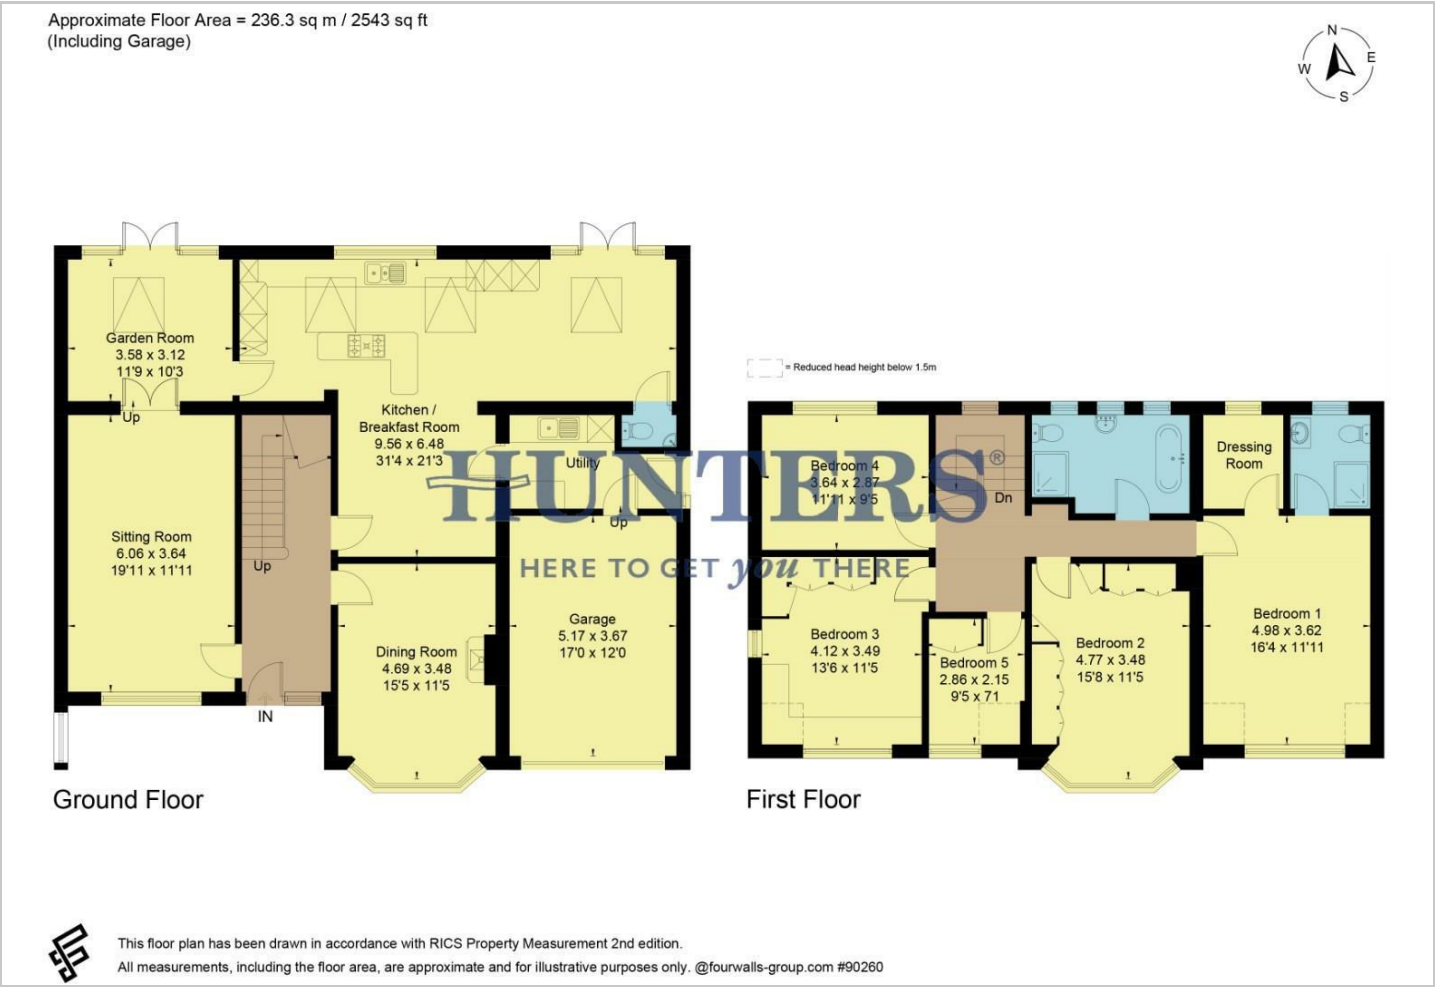 Approximate Floor Area = 236.3 sq m / 2543 sq ft
(Including Garage)
N
W
E
S
Garden Room
3.58 x 3.12
11'9 x 10'3
Up
Kitchen /
Breakfast Room
9.56 x 6.48
31'4 x 21'3
Utility
Up
Sitting Room
6.06 x 3.64
19'11 x 11'11
Up
Dining Room
4.69 x 3.48
15'5 x 11'5
Garage
5.17 x 3.67
17'0 x 12'0
IN
Ground Floor
= Reduced head height below 1.5m
Bedroom 4
3.64 x 2.87
11'11 x 9'5
Dn
Dressing
Room
Bedroom 3
4.12 x 3.49
13'6 x 11'5
Bedroom 5
2.86 x 2.15
9'5 x 71
Bedroom 2
4.77 x 3.48
15'8 x 11'5
Bedroom 1
4.98 x 3.62
16'4 x 11'11
First Floor
HUNTERS®
HERE TO GET you THERE
This floor plan has been drawn in accordance with RICS Property Measurement 2nd edition.
All measurements, including the floor area, are approximate and for illustrative purposes only. @fourwalls-group.com #90260